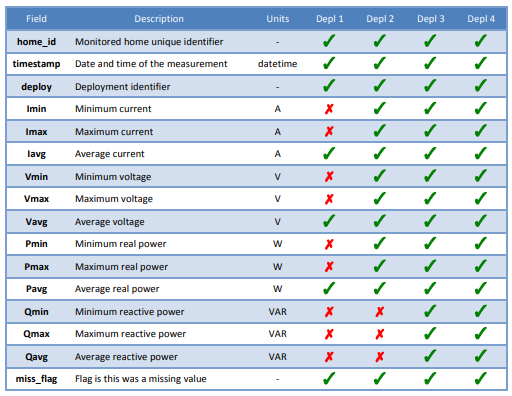 Field Description Units Depl 1 Depl 2 Depl 3 Depl 4
home_id Monitored home unique identifier - ✓ ✓ ✓ ✓
timestamp Date and time of the measurement datetime ✓ ✓ ✓ ✓
deploy Deployment identifier - ✓ ✓ ✓ ✓
Imin Minimum current A ✗ ✓ ✓ ✓
Imax Maximum current A ✗ ✓ ✓ ✓
Iavg Average current A ✓ ✓ ✓ ✓
Vmin Minimum voltage V ✗ ✓ ✓ ✓
Vmax Maximum voltage V ✗ ✓ ✓ ✓
Vavg Average voltage V ✓ ✓ ✓ ✓
Pmin Minimum real power W ✗ ✓ ✓ ✓
Pmax Maximum real power W ✗ ✓ ✓ ✓
Pavg Average real power W ✓ ✓ ✓ ✓
Qmin Minimum reactive power VAR ✗ ✗ ✓ ✓
Qmax Maximum reactive power VAR ✗ ✗ ✓ ✓
Qavg Average reactive power VAR ✗ ✗ ✓ ✓
miss_flag Flag is this was a missing value - ✓ ✓ ✓ ✓